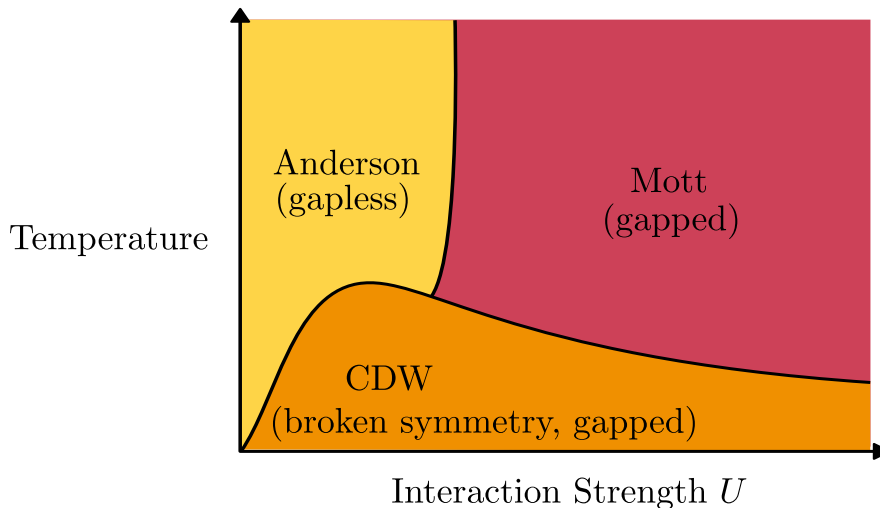 Temperature
Anderson
(gapless)
Mott
(gapped)
CDW
(broken symmetry, gapped)
Interaction Strength U